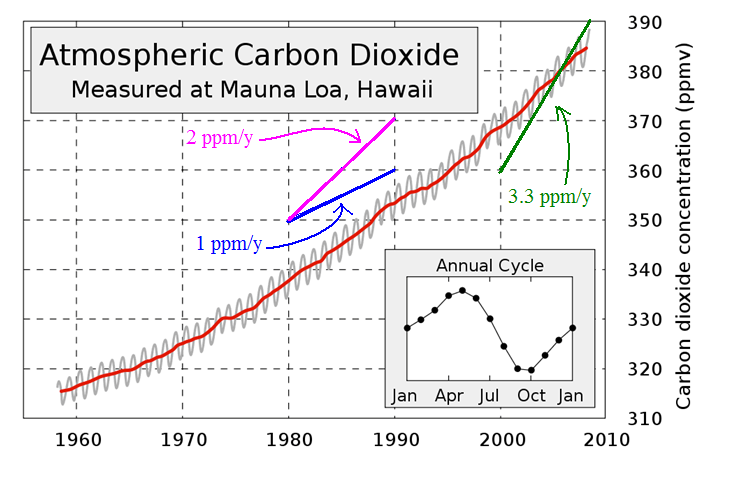 Atmospheric Carbon Dioxide
Measured at Mauna Loa, Hawaii
2 ppm/y
1 ppm/y
3.3 ppm/y
Annual Cycle
Jan Apr Jul Oct Jan
390
380
370
360
350
340
330
320
310
Carbon dioxide concentration (ppmv)
1960 1970 1980 1990 2000 2010